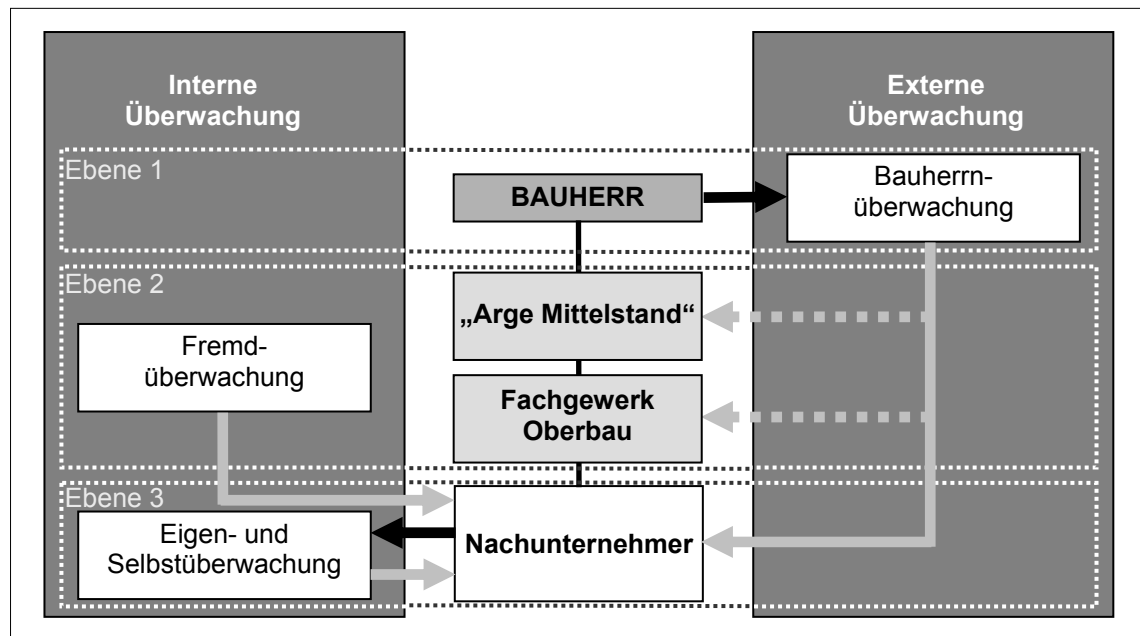 Interne
Überwachung
Externe
Überwachung
Ebene 1
BAUHERR
Bauherrn-
überwachung
Ebene 2
„Arge Mittelstand“
Fremd-
überwachung
Fachgewerk
Oberbau
Ebene 3
Eigen- und
Selbstüberwachung
Nachunternehmer